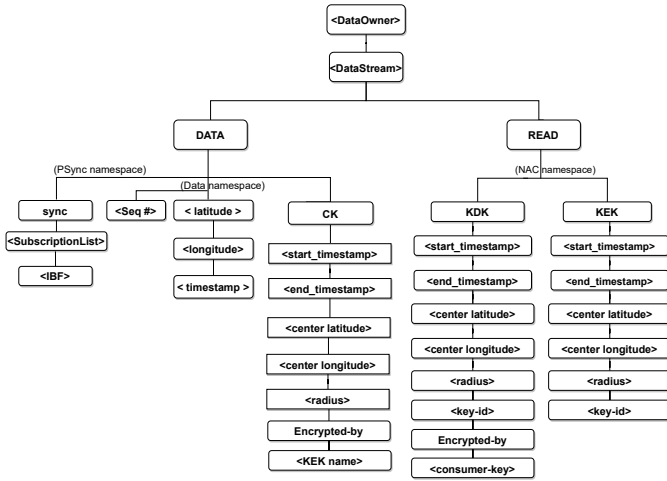 <DataOwner>
<DataStream>
DATA
READ
(PSync namespace)
(Data namespace)
(NAC namespace)
sync
<SubscriptionList>
<IBF>
<Seq #>
< latitude >
<longitude>
< timestamp >
CK
<start_timestamp>
<end_timestamp>
<center latitude>
<center longitude>
<radius>
Encrypted-by
<KEK name>
KDK
<start_timestamp>
<end_timestamp>
<center latitude>
<center longitude>
<radius>
<key-id>
Encrypted-by
<consumer-key>
KEK
<start_timestamp>
<end_timestamp>
<center latitude>
<center longitude>
<radius>
<key-id>